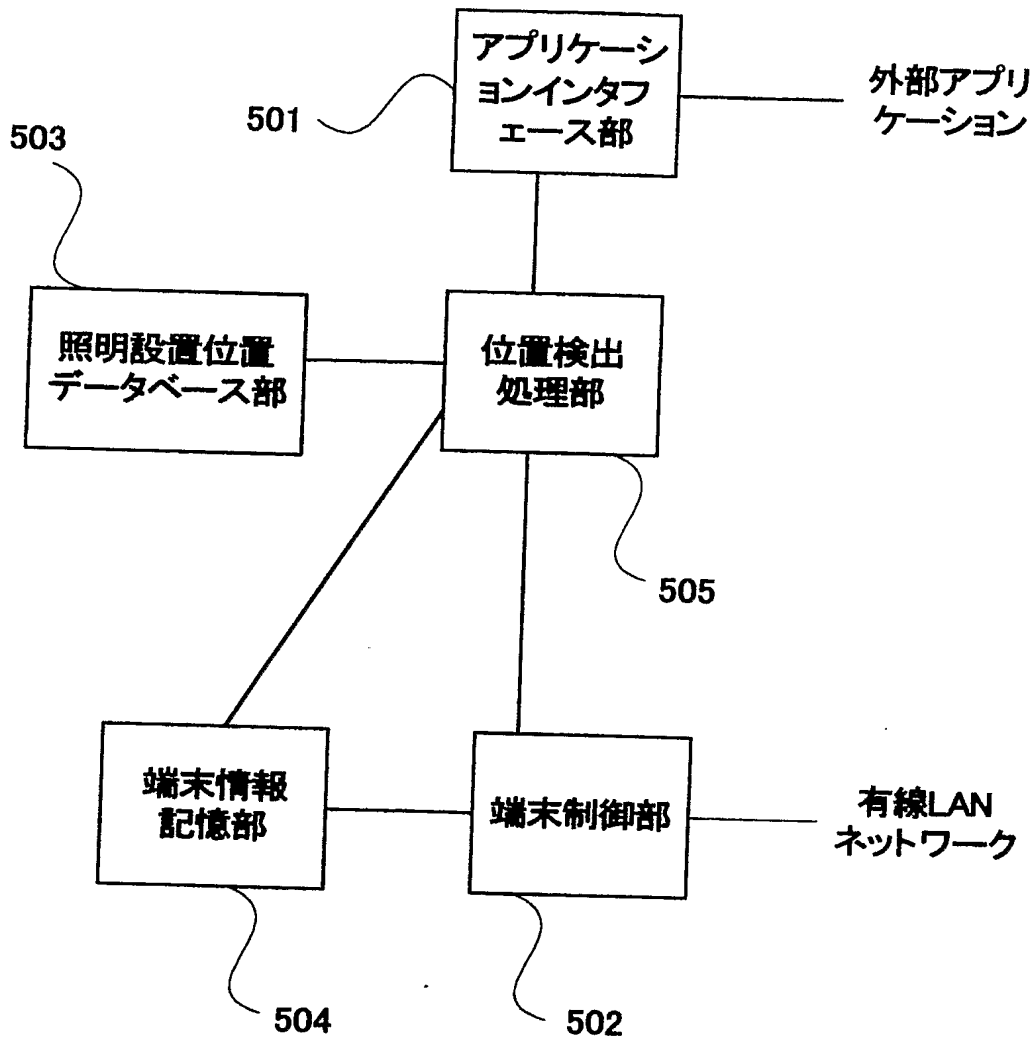 アプリケーシ
ョンインタフ
ェース部
外部アプリ
ケーション
501
503
照明設置位置
データベース部
位置検出
処理部
505
端末情報
記憶部
端末制御部
有線LAN
ネットワーク
504
502